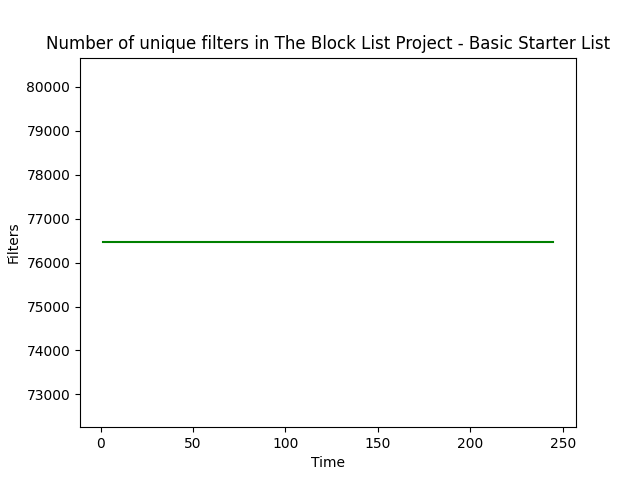 Number of unique filters in The Block List Project - Basic Starter List
80000
79000
78000
77000
76000
75000
74000
73000
Filters
0 50 100 150 200 250
Time